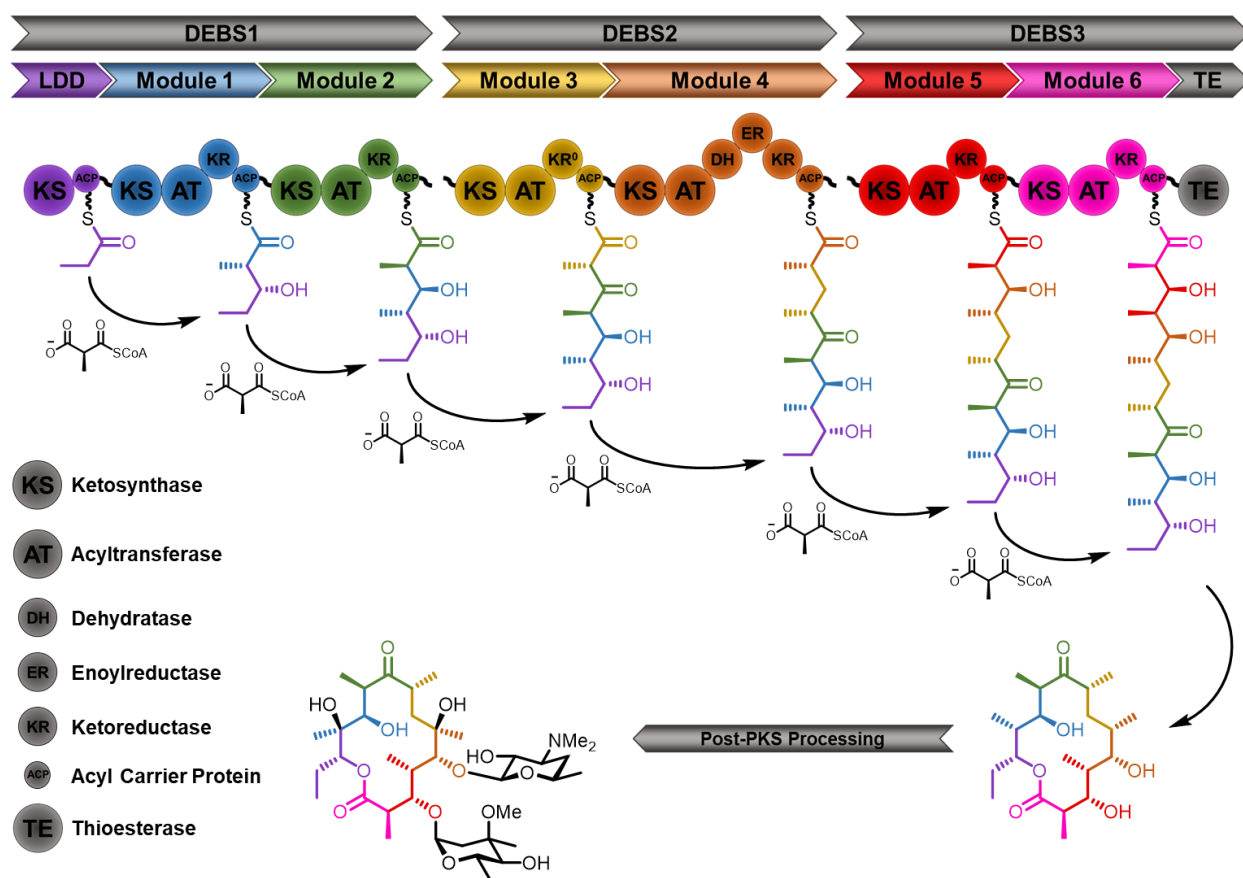 DEBS1 DEBS2 DEBS3
LDD Module 1 Module 2 Module 3 Module 4 Module 5 Module 6 TE
KS ACP KS AT KR ACP KS AT KR ACP KS AT KR⁰ ACP KS AT DH ER KR ACP KS AT KR ACP KS AT KR ACP TE
S S S S S S S
O O O O O O O
OH OH O O OH
OH OH OH
OH O OH
OH OH O
OH OH O
OH OH
OH
O O ⁻O SCoA
O O ⁻O SCoA
O O ⁻O SCoA
O O ⁻O SCoA
O O ⁻O SCoA
O O ⁻O SCoA
KS Ketosynthase
AT Acyltransferase
DH Dehydratase
ER Enoylreductase
KR Ketoreductase
ACP Acyl Carrier Protein
TE Thioesterase
O
HO OH
OH
HO NMe₂
O O O
O O
OMe
O O
OH
Post-PKS Processing
O
OH
O OH
O OH